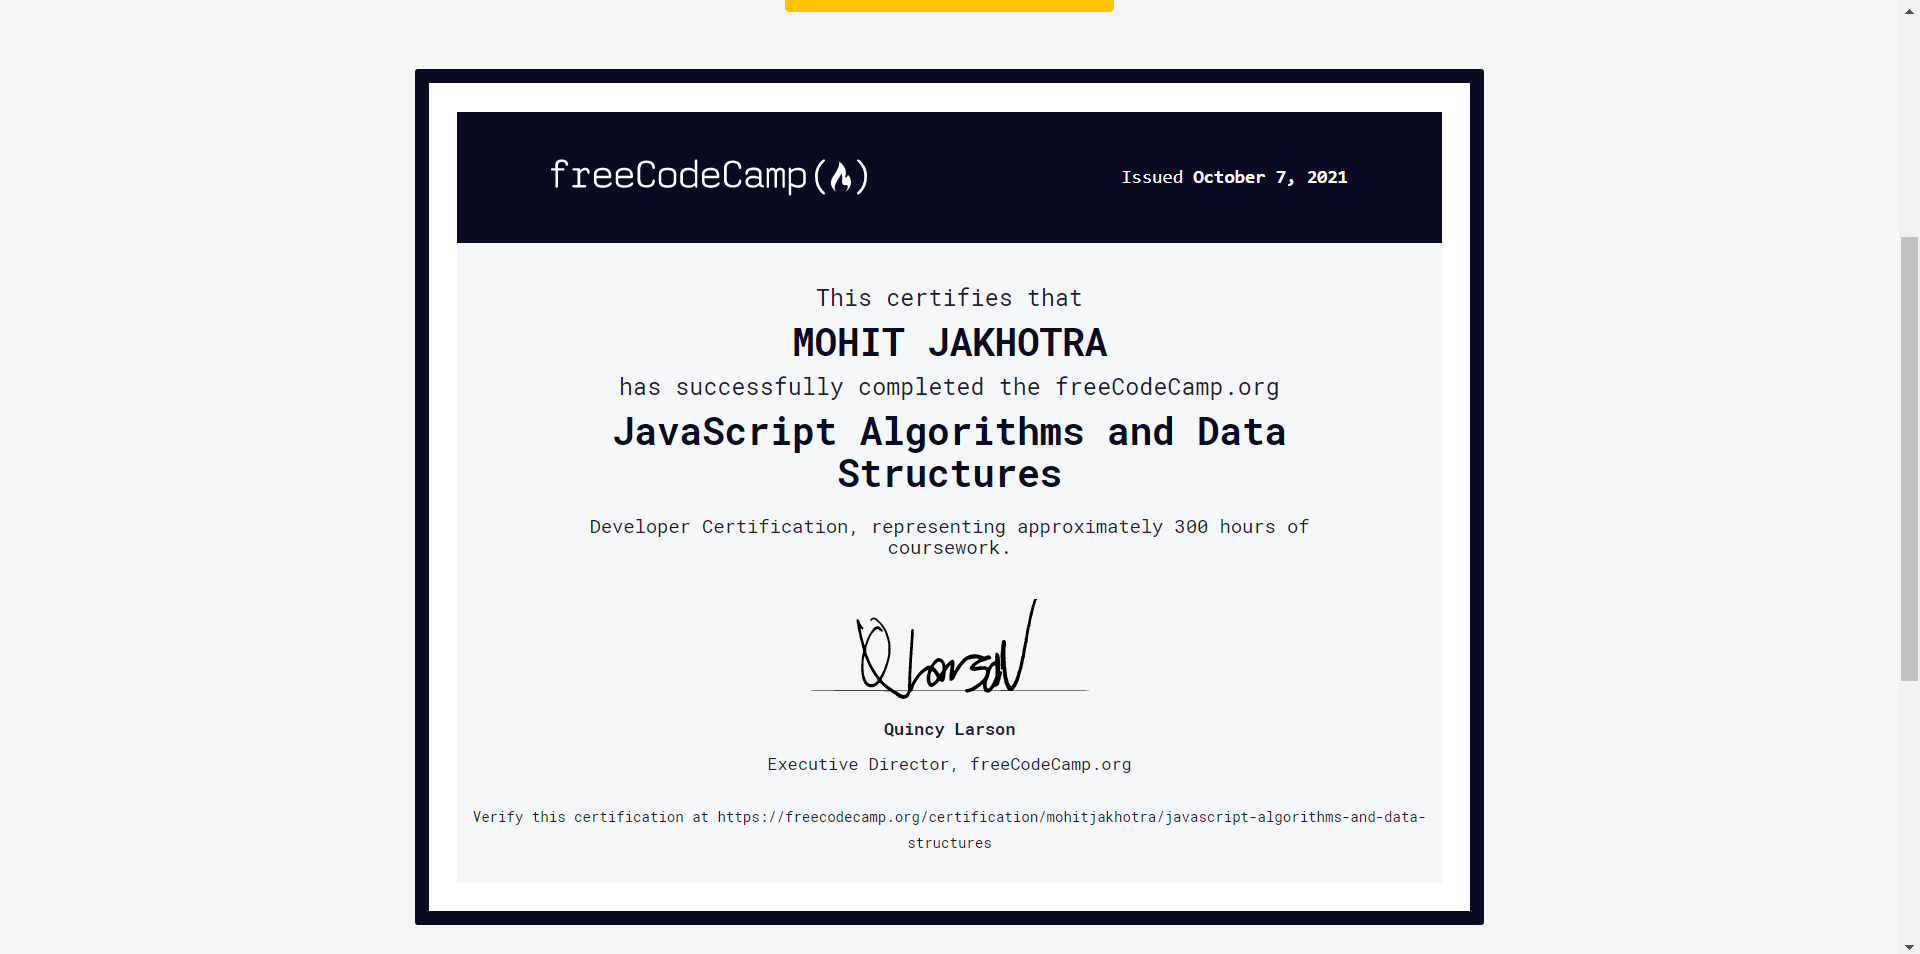 freeCodeCamp(🔥)
Issued October 7, 2021
This certifies that
MOHIT JAKHOTRA
has successfully completed the freeCodeCamp.org
JavaScript Algorithms and Data
Structures
Developer Certification, representing approximately 300 hours of
coursework.
Q Larson
Quincy Larson
Executive Director, freeCodeCamp.org
Verify this certification at https://freecodecamp.org/certification/mohitjakhotra/javascript-algorithms-and-data-
structures